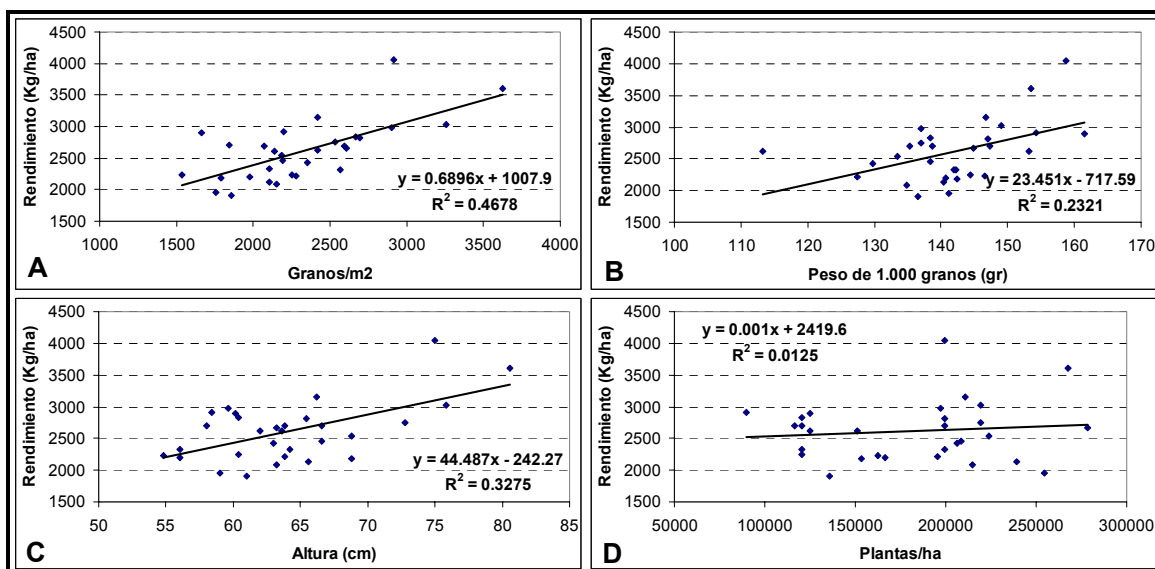 4500
4000
3500
3000
2500
2000
1500
Rendimiento (Kg/ha)
y = 0.6896x + 1007.9
R² = 0.4678
1000 1500 2000 2500 3000 3500 4000
Granos/m2
A
4500
4000
3500
3000
2500
2000
1500
Rendimiento (Kg/ha)
y = 23.451x - 717.59
R² = 0.2321
100 110 120 130 140 150 160 170
Peso de 1.000 granos (gr)
B
4500
4000
3500
3000
2500
2000
1500
Rendimiento (Kg/ha)
y = 44.487x - 242.27
R² = 0.3275
50 55 60 65 70 75 80 85
Altura (cm)
C
4500
4000
3500
3000
2500
2000
1500
Rendimiento (Kg/ha)
y = 0.001x + 2419.6
R² = 0.0125
50000 100000 150000 200000 250000 300000
Plantas/ha
D